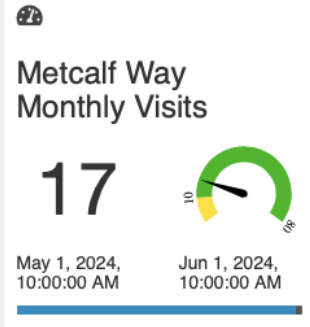 Metcalf Way
Monthly Visits
17
10
80
May 1, 2024,
10:00:00 AM
Jun 1, 2024,
10:00:00 AM